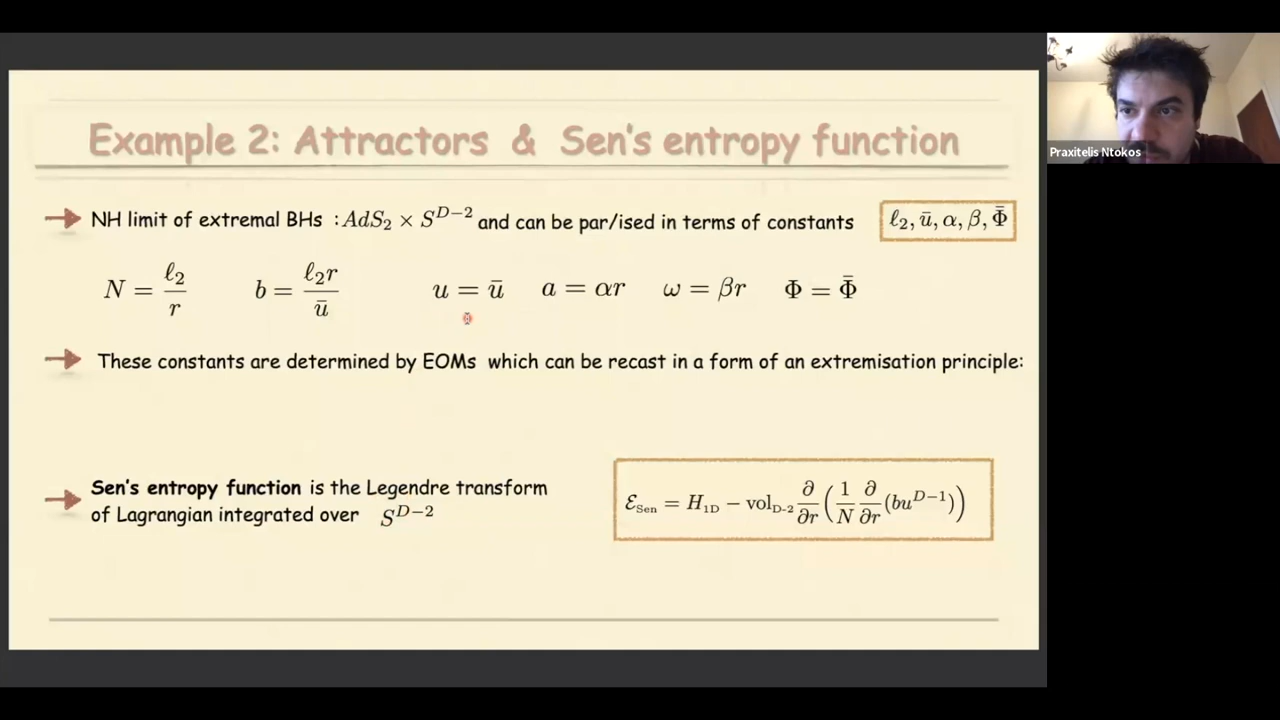 Example 2: Attractors & Sen's entropy function
NH limit of extremal BHs : $AdS_2 \times S^{D-2}$ and can be par/ised in terms of constants $\ell_2, \bar{u}, \alpha, \beta, \bar{\Phi}$
$N = \frac{\ell_2}{r}$ $b = \frac{\ell_2 r}{\bar{u}}$ $u = \bar{u}$ $a = \alpha r$ $\omega = \beta r$ $\Phi = \bar{\Phi}$
These constants are determined by EOMs which can be recast in a form of an extremisation principle:
Sen's entropy function is the Legendre transform
of Lagrangian integrated over $S^{D-2}$
$\mathcal{E}_{\text{Sen}} = H_{\text{1D}} - \text{vol}_{\text{D-2}} \frac{\partial}{\partial r} \left( \frac{1}{N} \frac{\partial}{\partial r} (b u^{D-1}) \right)$
Praxitelis Ntokos